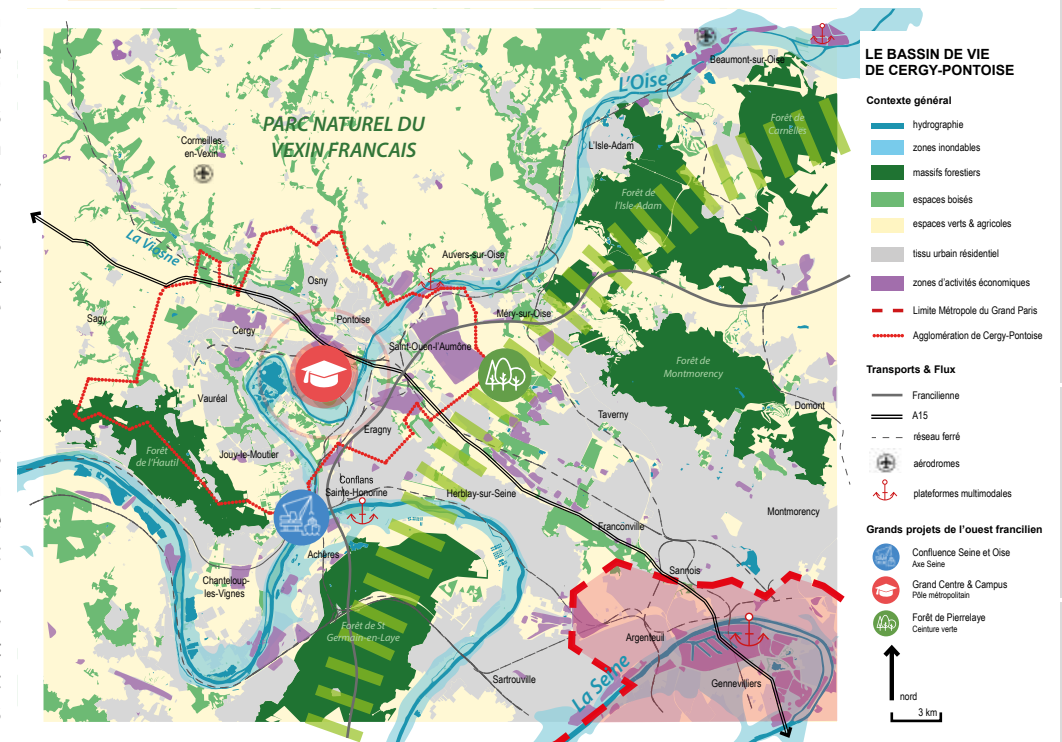 Beaumont-sur-Oise
L'Oise
PARC NATUREL DU
VEXIN FRANCAIS
Forêt de
Carnelles
Cormeilles-
en-Vexin
L'Isle-Adam
Forêt de
l'Isle-Adam
La Viosne
Auvers-sur-Oise
Osny
Sagy
Cergy
Pontoise
Méry-sur-Oise
Saint-Ouen-l'Aumône
Forêt de
Montmorency
Vauréal
Taverny
Domont
Eragny
Forêt
de l'Hautil
Jouy-le-Moutier
Conflans
Sainte-Honorine
Herblay-sur-Seine
Montmorency
Franconville
Achères
Sannois
Chanteloup-
les-Vignes
Forêt de St
Germain-en-Laye
Argenteuil
La Seine
Sartrouville
Gennevilliers
LE BASSIN DE VIE
DE CERGY-PONTOISE
Contexte général
hydrographie
zones inondables
massifs forestiers
espaces boisés
espaces verts & agricoles
tissu urbain résidentiel
zones d'activités économiques
Limite Métropole du Grand Paris
Agglomération de Cergy-Pontoise
Transports & Flux
Francilienne
A15
réseau ferré
aérodromes
plateformes multimodales
Grands projets de l'ouest francilien
Confluence Seine et Oise
Axe Seine
Grand Centre & Campus
Pôle métropolitain
Forêt de Pierrelaye
Ceinture verte
nord
3 km